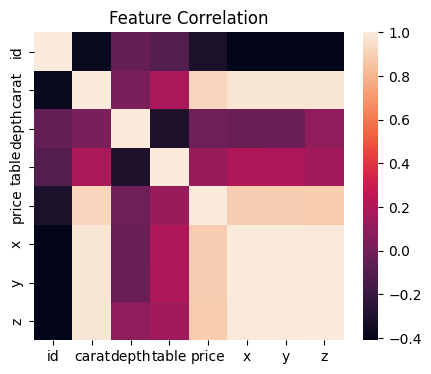 Feature Correlation
id
carat
depth
table
price
x
y
z
id carat depth table price x y z
1.0
0.8
0.6
0.4
0.2
0.0
−0.2
−0.4